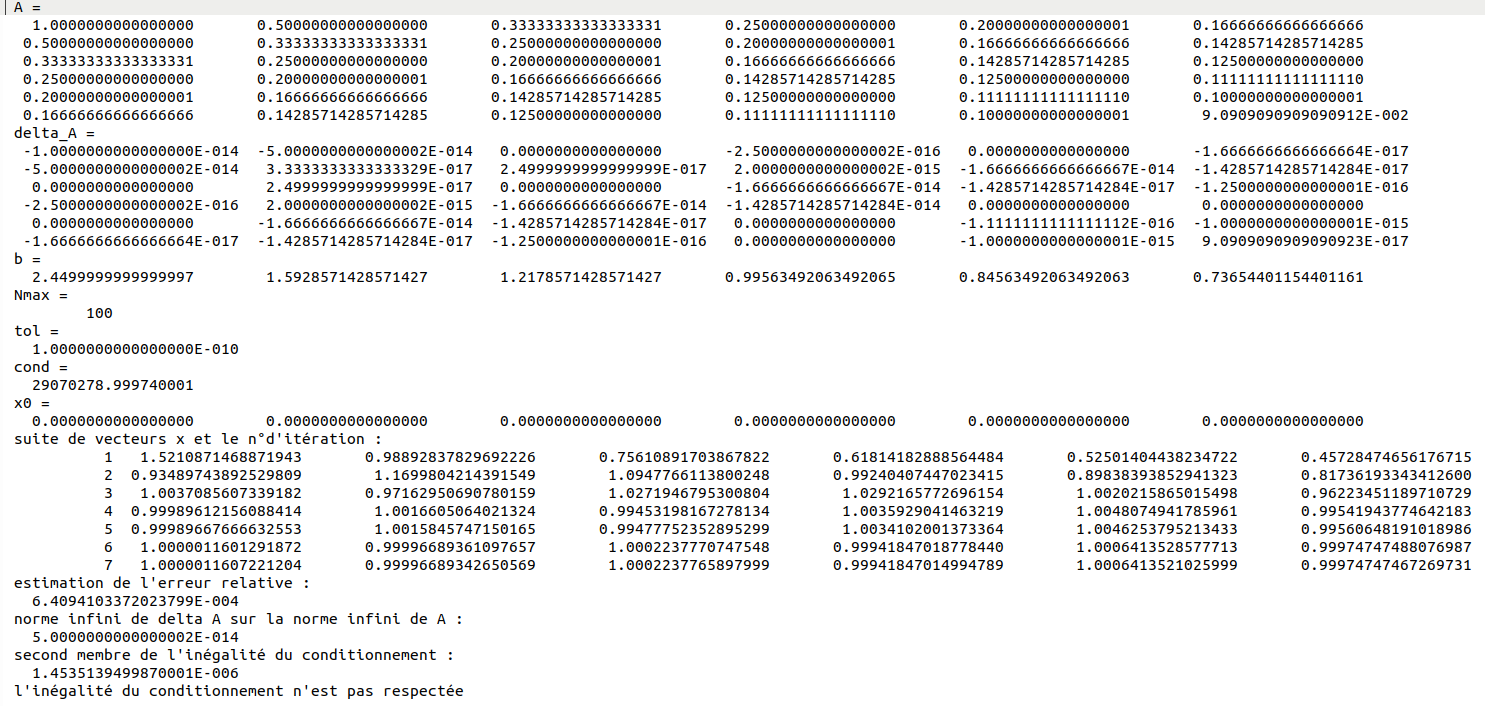 A =
1.0000000000000000 0.50000000000000000 0.33333333333333331 0.25000000000000000 0.20000000000000001 0.16666666666666666
0.50000000000000000 0.33333333333333331 0.25000000000000000 0.20000000000000001 0.16666666666666666 0.14285714285714285
0.33333333333333331 0.25000000000000000 0.20000000000000001 0.16666666666666666 0.14285714285714285 0.12500000000000000
0.25000000000000000 0.20000000000000001 0.16666666666666666 0.14285714285714285 0.12500000000000000 0.11111111111111110
0.20000000000000001 0.16666666666666666 0.14285714285714285 0.12500000000000000 0.11111111111111110 0.10000000000000001
0.16666666666666666 0.14285714285714285 0.12500000000000000 0.11111111111111110 0.10000000000000001 9.0909090909090912E-002
delta_A =
-1.0000000000000000E-014 -5.0000000000000002E-014 0.0000000000000000 -2.5000000000000002E-016 0.0000000000000000 -1.6666666666666664E-017
-5.0000000000000002E-014 3.3333333333333329E-017 2.4999999999999999E-017 2.0000000000000002E-015 -1.6666666666666667E-014 -1.4285714285714284E-017
0.0000000000000000 2.4999999999999999E-017 0.0000000000000000 -1.6666666666666667E-014 -1.4285714285714284E-017 -1.2500000000000001E-016
-2.5000000000000002E-016 2.0000000000000002E-015 -1.6666666666666667E-014 -1.4285714285714284E-014 0.0000000000000000 0.0000000000000000
0.0000000000000000 -1.6666666666666667E-014 -1.4285714285714284E-017 0.0000000000000000 -1.1111111111111112E-016 -1.0000000000000001E-015
-1.6666666666666664E-017 -1.4285714285714284E-017 -1.2500000000000001E-016 0.0000000000000000 -1.0000000000000001E-015 9.0909090909090923E-017
b =
2.4499999999999997 1.5928571428571427 1.2178571428571427 0.99563492063492065 0.84563492063492063 0.73654401154401161
Nmax =
100
tol =
1.0000000000000000E-010
cond =
29070278.999740001
x0 =
0.0000000000000000 0.0000000000000000 0.0000000000000000 0.0000000000000000 0.0000000000000000 0.0000000000000000
suite de vecteurs x et le n°d'itération :
1 1.5210871468871943 0.98892837829692226 0.75610891703867822 0.61814182888564484 0.52501404438234722 0.45728474656176715
2 0.93489743892529809 1.1699804214391549 1.0947766113800248 0.99240407447023415 0.89838393852941323 0.81736193343412600
3 1.0037085607339182 0.97162950690780159 1.0271946795300804 1.0292165772696154 1.0020215865015498 0.96223451189710729
4 0.99989612156088414 1.0016605064021324 0.99453198167278134 1.0035929041463219 1.0048074941785961 0.99541943774642183
5 0.99989667666632553 1.0015845747150165 0.99477752352895299 1.0034102001373364 1.0046253795213433 0.99560648191018986
6 1.0000011601291872 0.99996689361097657 1.0002237770747548 0.99941847018778440 1.0006413528577713 0.99974747488076987
7 1.0000011607221204 0.99996689342650569 1.0002237765897999 0.99941847014994789 1.0006413521025999 0.99974747467269731
estimation de l'erreur relative :
6.4094103372023799E-004
norme infini de delta A sur la norme infini de A :
5.0000000000000002E-014
second membre de l'inégalité du conditionnement :
1.4535139499870001E-006
l'inégalité du conditionnement n'est pas respectée